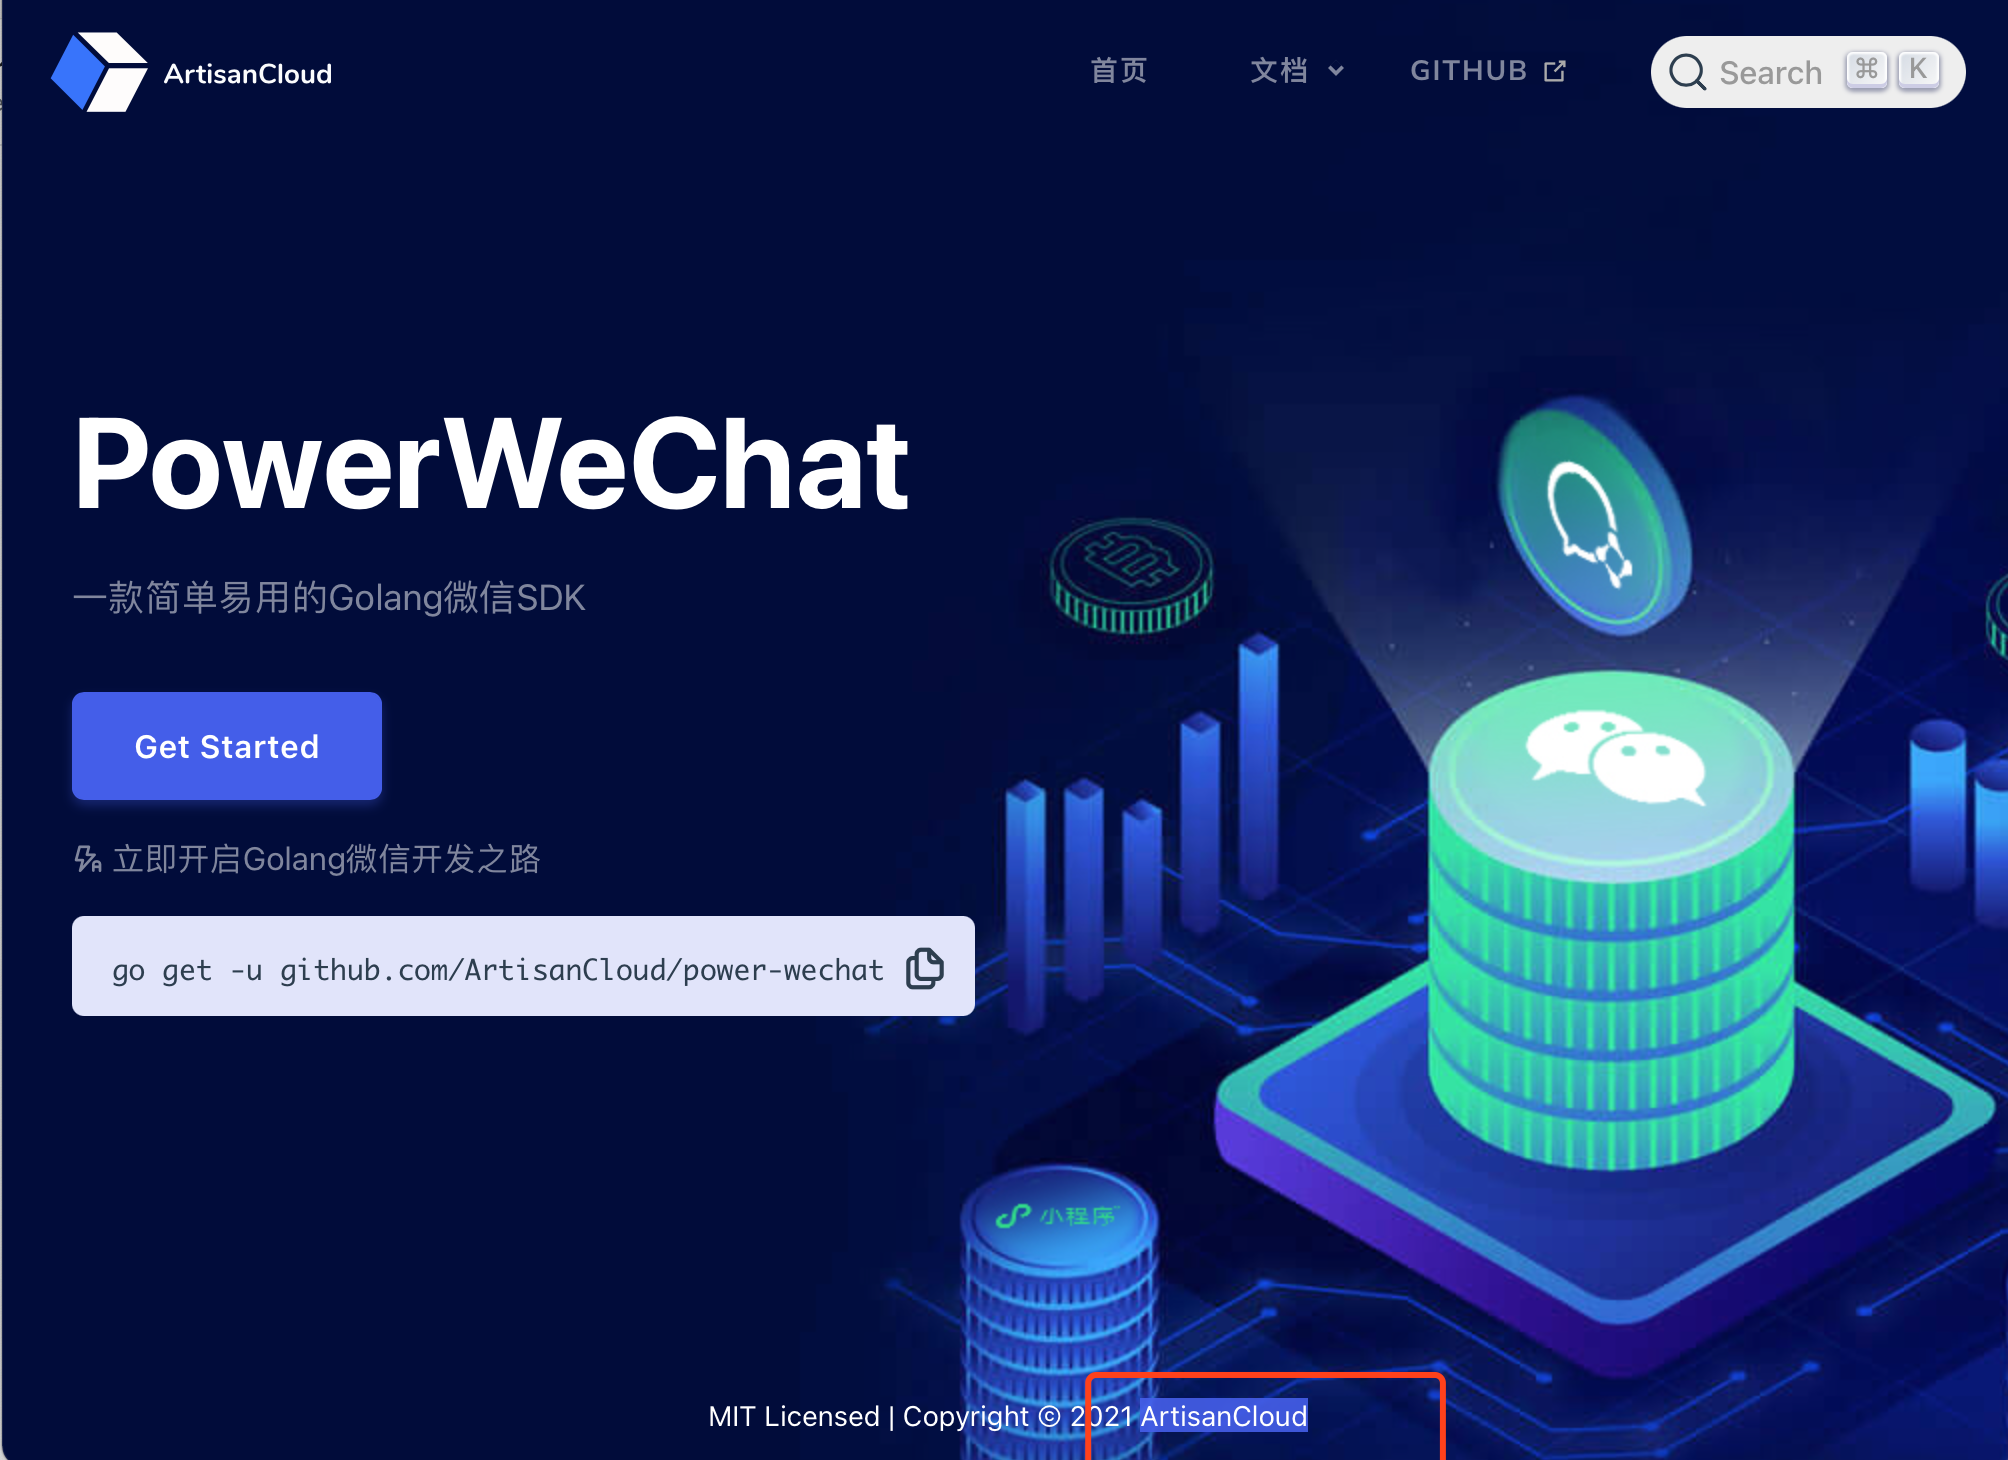 ArtisanCloud
首页 文档 GITHUB
Search ⌘ K
PowerWeChat
一款简单易用的Golang微信SDK
Get Started
立即开启Golang微信开发之路
go get -u github.com/ArtisanCloud/power-wechat
小程序
MIT Licensed | Copyright © 2021 ArtisanCloud